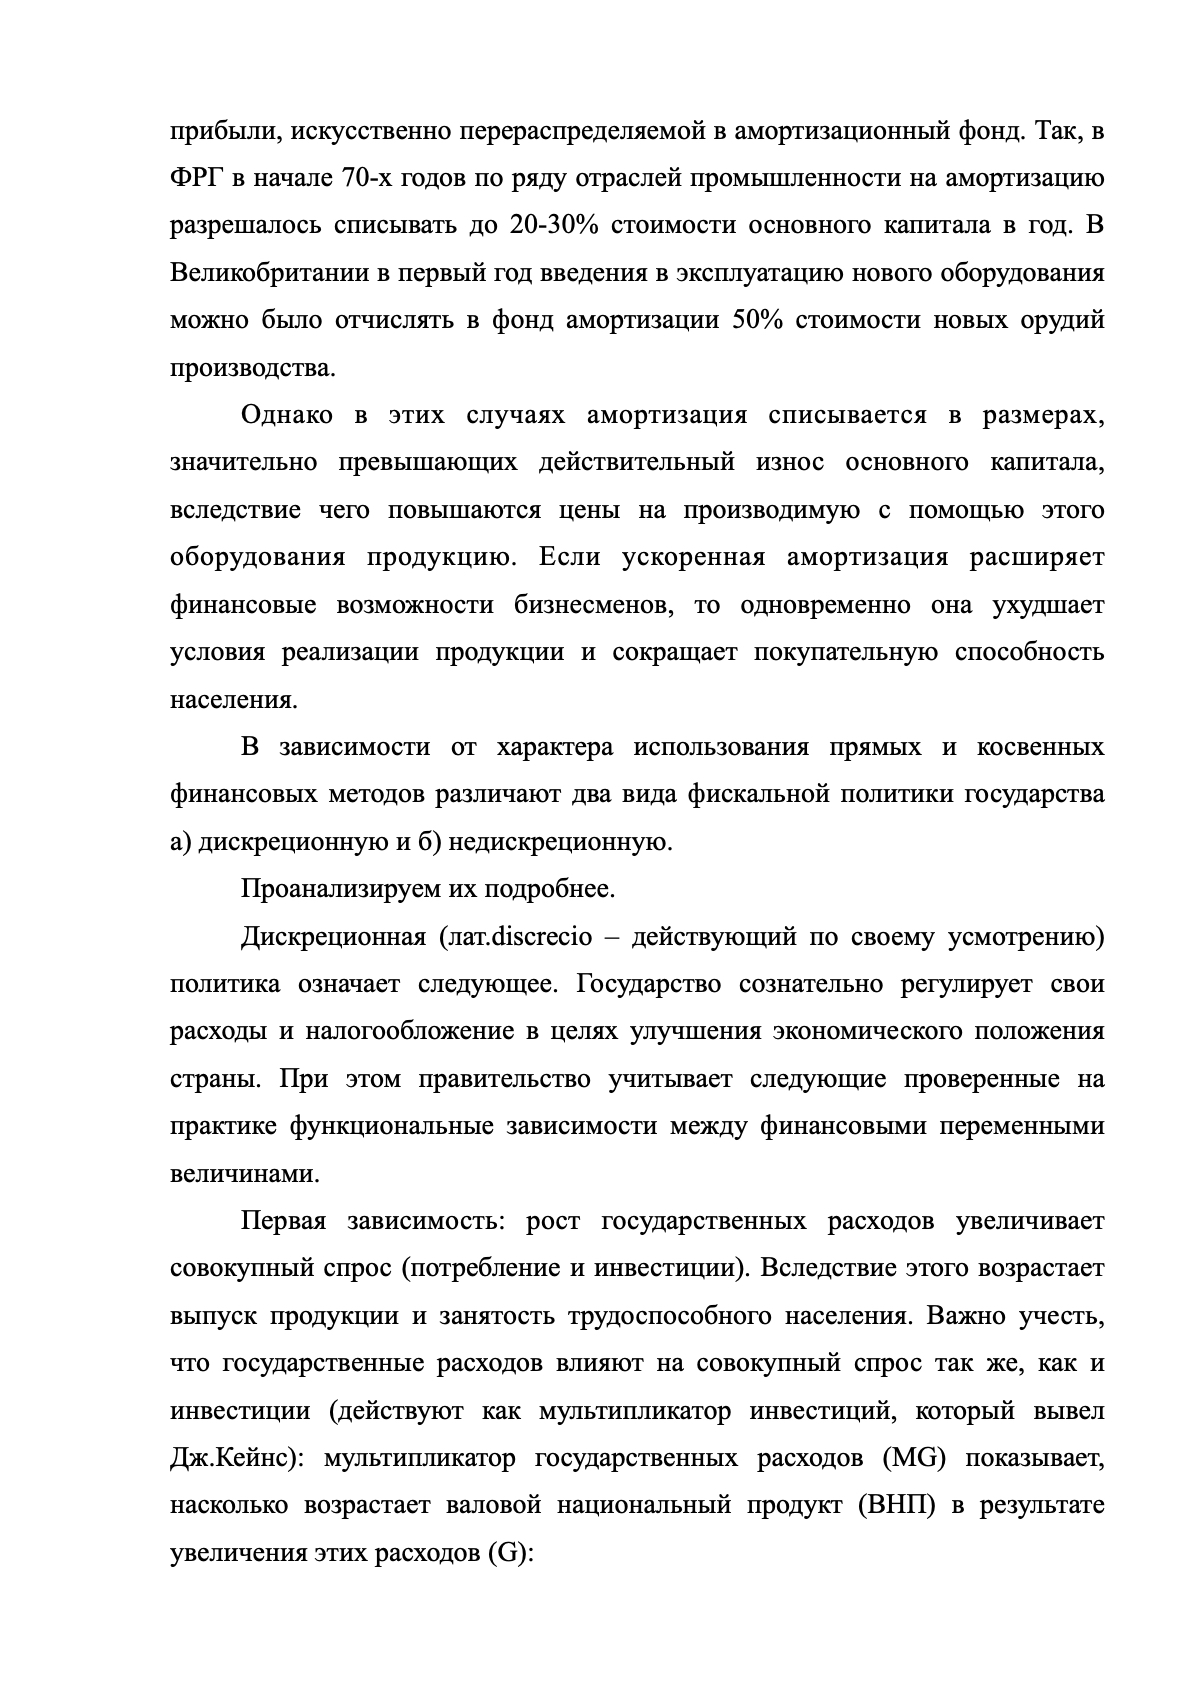 прибыли, искусственно перераспределяемой в амортизационный фонд. Так, в
ФРГ в начале 70-х годов по ряду отраслей промышленности на амортизацию
разрешалось списывать до 20-30% стоимости основного капитала в год. В
Великобритании в первый год введения в эксплуатацию нового оборудования
можно было отчислять в фонд амортизации 50% стоимости новых орудий
производства.
Однако в этих случаях амортизация списывается в размерах,
значительно превышающих действительный износ основного капитала,
вследствие чего повышаются цены на производимую с помощью этого
оборудования продукцию. Если ускоренная амортизация расширяет
финансовые возможности бизнесменов, то одновременно она ухудшает
условия реализации продукции и сокращает покупательную способность
населения.
В зависимости от характера использования прямых и косвенных
финансовых методов различают два вида фискальной политики государства
а) дискреционную и б) недискреционную.
Проанализируем их подробнее.
Дискреционная (лат.discrecio – действующий по своему усмотрению)
политика означает следующее. Государство сознательно регулирует свои
расходы и налогообложение в целях улучшения экономического положения
страны. При этом правительство учитывает следующие проверенные на
практике функциональные зависимости между финансовыми переменными
величинами.
Первая зависимость: рост государственных расходов увеличивает
совокупный спрос (потребление и инвестиции). Вследствие этого возрастает
выпуск продукции и занятость трудоспособного населения. Важно учесть,
что государственные расходов влияют на совокупный спрос так же, как и
инвестиции (действуют как мультипликатор инвестиций, который вывел
Дж.Кейнс): мультипликатор государственных расходов (MG) показывает,
насколько возрастает валовой национальный продукт (ВНП) в результате
увеличения этих расходов (G):